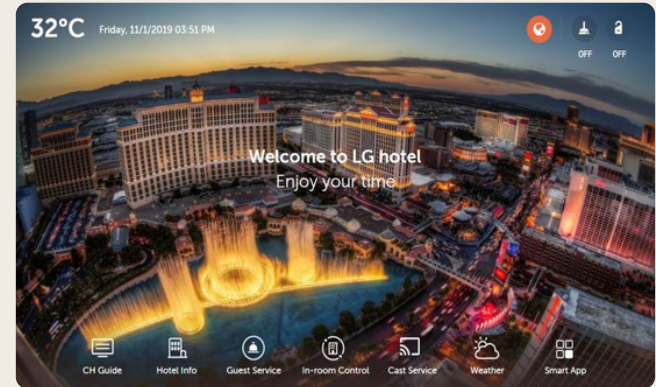 32°C
Friday, 11/1/2019 03:51 PM
OFF
OFF
Welcome to LG hotel
Enjoy your time
CH Guide
Hotel Info
Guest Service
In-room Control
Cast Service
Weather
Smart App